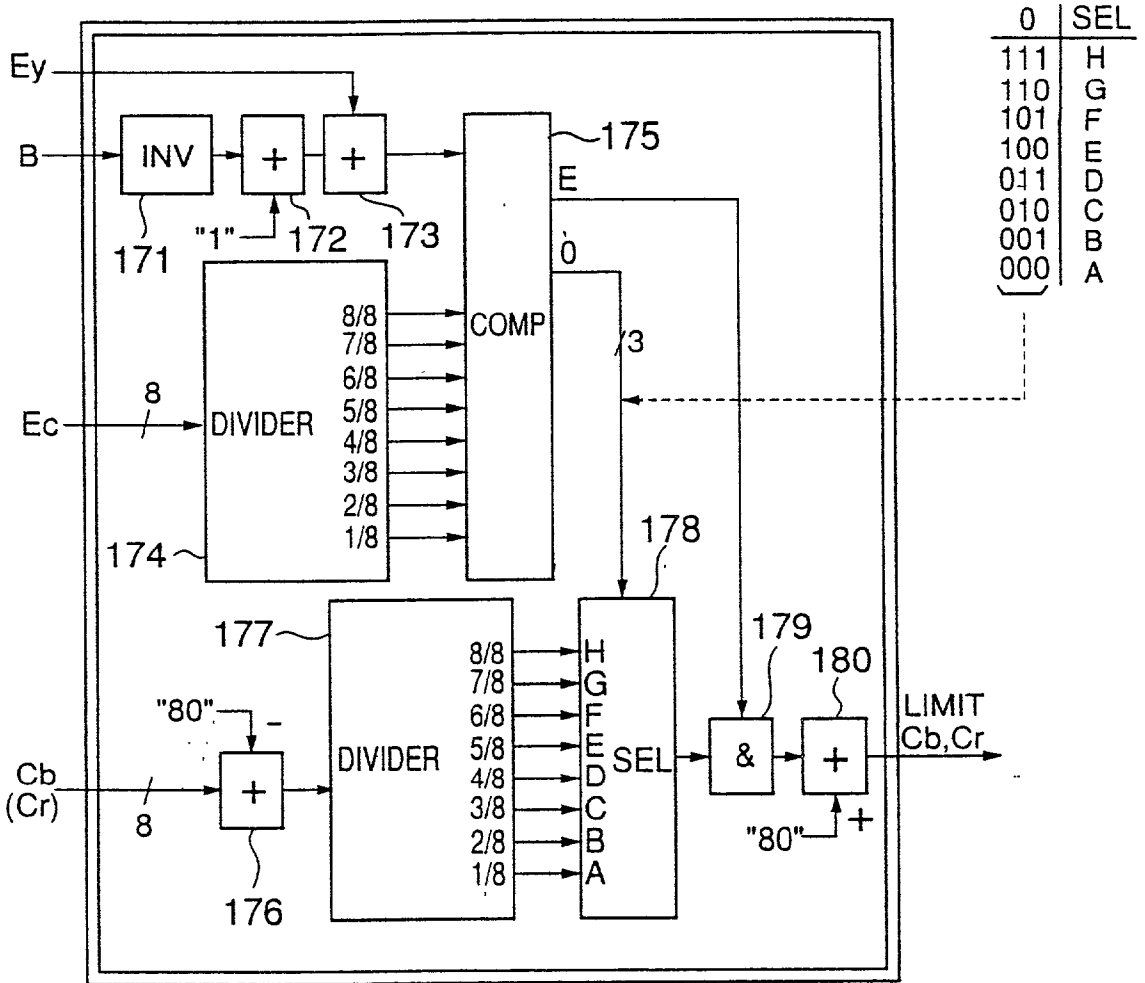 0 SEL
111 H
110 G
101 F
100 E
011 D
010 C
001 B
000 A
Ey
B
INV
+
+
"1"
171
172
173
175
E
0
COMP
3
8/8
7/8
6/8
5/8
4/8
3/8
2/8
1/8
Ec
8
DIVIDER
174
178
177
8/8 H
7/8 G
6/8 F
5/8 E
4/8 D
3/8 C
2/8 B
1/8 A
DIVIDER
SEL
179
180
"80"
-
Cb
(Cr)
8
+
176
&
+
"80"
+
LIMIT
Cb,Cr